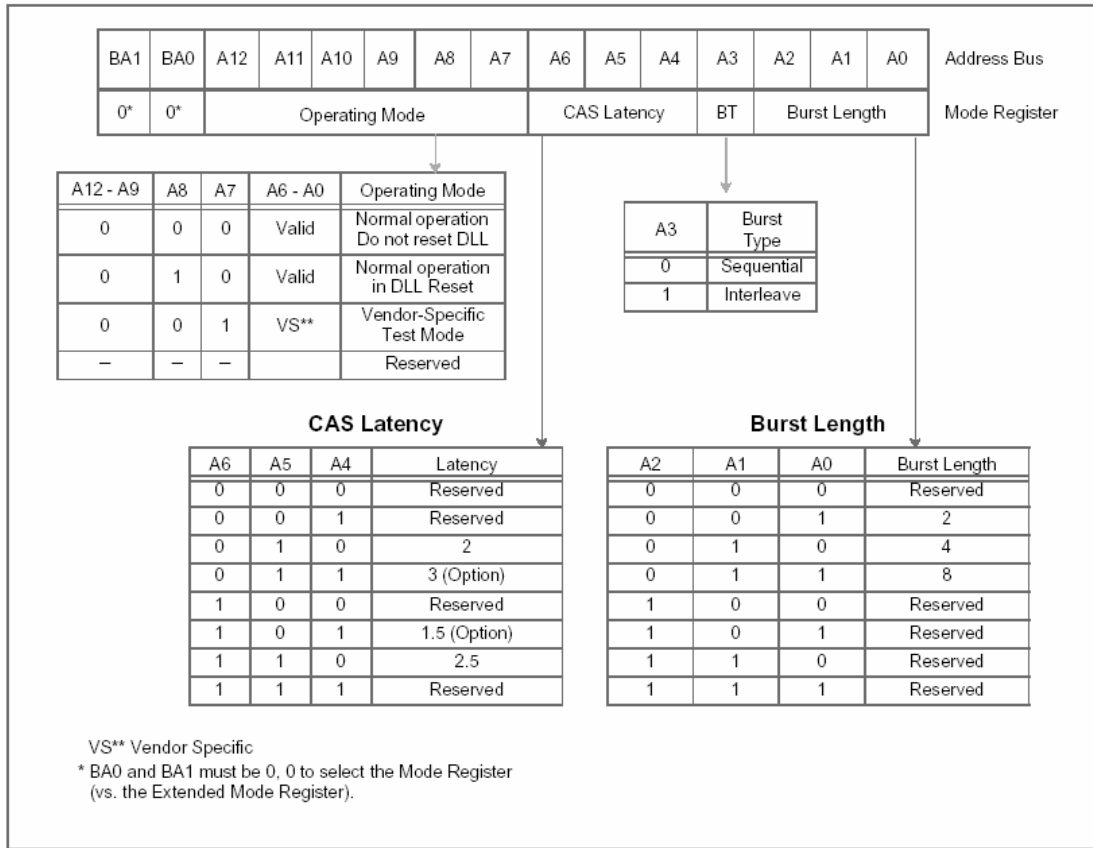 BA1 BA0 A12 A11 A10 A9 A8 A7 A6 A5 A4 A3 A2 A1 A0 Address Bus
0* 0* Operating Mode CAS Latency BT Burst Length Mode Register
A12 - A9 A8 A7 A6 - A0 Operating Mode
0 0 0 Valid Normal operation
Do not reset DLL
0 1 0 Valid Normal operation
in DLL Reset
0 0 1 VS** Vendor-Specific
Test Mode
– – – Reserved
A3 Burst
Type
0 Sequential
1 Interleave
CAS Latency
A6 A5 A4 Latency
0 0 0 Reserved
0 0 1 Reserved
0 1 0 2
0 1 1 3 (Option)
1 0 0 Reserved
1 0 1 1.5 (Option)
1 1 0 2.5
1 1 1 Reserved
Burst Length
A2 A1 A0 Burst Length
0 0 0 Reserved
0 0 1 2
0 1 0 4
0 1 1 8
1 0 0 Reserved
1 0 1 Reserved
1 1 0 Reserved
1 1 1 Reserved
VS** Vendor Specific
* BA0 and BA1 must be 0, 0 to select the Mode Register
(vs. the Extended Mode Register).